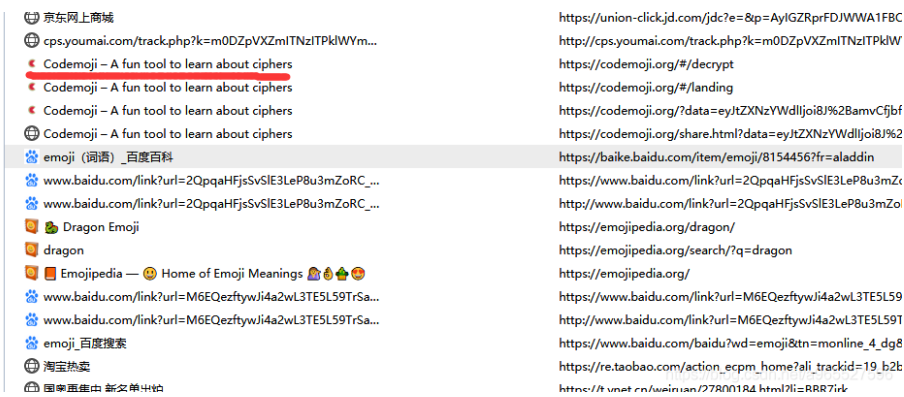 京东网上商城 https://union-click.jd.com/jdc?e=&p=AyIGZRprFDJWWA1FBC
cps.youmai.com/track.php?k=m0DZpVXZmITNzITPklWYm... http://cps.youmai.com/track.php?k=m0DZpVXZmITNzITPklW
Codemoji – A fun tool to learn about ciphers https://codemoji.org/#/decrypt
Codemoji – A fun tool to learn about ciphers https://codemoji.org/#/landing
Codemoji – A fun tool to learn about ciphers https://codemoji.org/?data=eyJtZXNzYWdlIjoi8J%2BamvCfjbf
Codemoji – A fun tool to learn about ciphers https://codemoji.org/share.html?data=eyJtZXNzYWdlIjoi8J%2
emoji（词语）_百度百科 https://baike.baidu.com/item/emoji/8154456?fr=aladdin
www.baidu.com/link?url=2QpqaHFjsSvSlE3LeP8u3mZoRC_... https://www.baidu.com/link?url=2QpqaHFjsSvSlE3LeP8u3mZo
www.baidu.com/link?url=2QpqaHFjsSvSlE3LeP8u3mZoRC_... http://www.baidu.com/link?url=2QpqaHFjsSvSlE3LeP8u3mZo
🐉 Dragon Emoji https://emojipedia.org/dragon/
dragon https://emojipedia.org/search/?q=dragon
📙 Emojipedia — 😃 Home of Emoji Meanings https://emojipedia.org/
www.baidu.com/link?url=M6EQezftywJi4a2wL3TE5L59TrSa... https://www.baidu.com/link?url=M6EQezftywJi4a2wL3TE5L59
www.baidu.com/link?url=M6EQezftywJi4a2wL3TE5L59TrSa... http://www.baidu.com/link?url=M6EQezftywJi4a2wL3TE5L59T
emoji_百度搜索 https://www.baidu.com/baidu?wd=emoji&tn=monline_4_dg&
淘宝热卖 https://re.taobao.com/action_ecpm_home?ali_trackid=19_b2b